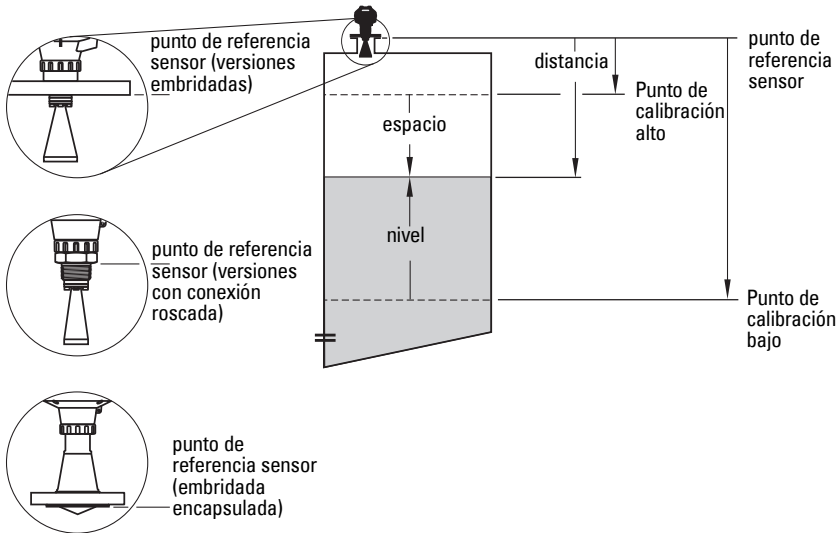 punto de referencia
sensor (versiones
embridadas)
distancia
punto de
referencia
sensor
Punto de
calibración
alto
espacio
nivel
punto de referencia
sensor (versiones
con conexión
roscada)
Punto de
calibración
bajo
punto de
referencia sensor
(embridada
encapsulada)